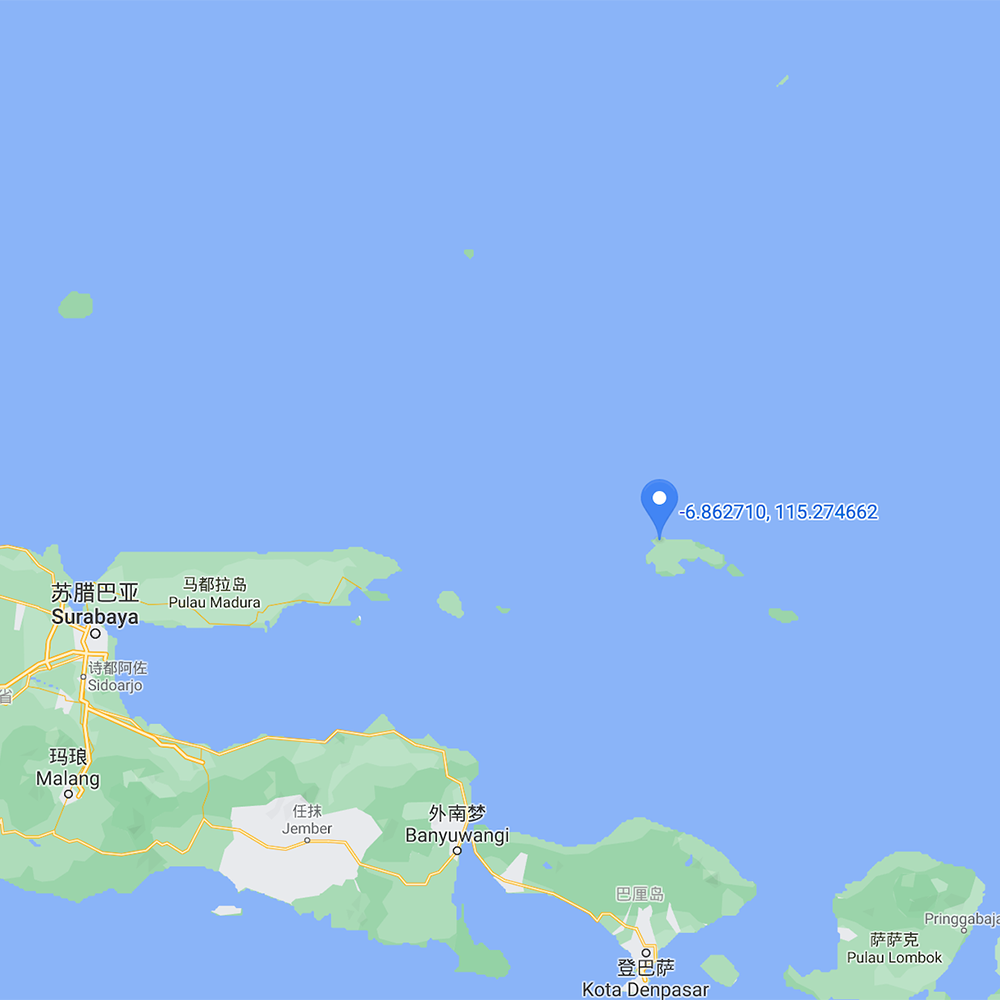 -6.862710, 115.274662
马都拉岛
Pulau Madura
苏腊巴亚
Surabaya
诗都阿佐
Sidoarjo
省
玛琅
Malang
任抹
Jember
外南梦
Banyuwangi
巴厘岛
Pringgabaja
萨萨克
Pulau Lombok
登巴萨
Kota Denpasar